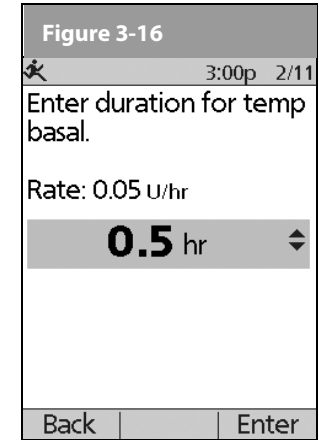 Figure 3-16
3:00p 2/11
Enter duration for temp
basal.
Rate: 0.05 U/hr
0.5 hr
Back Enter